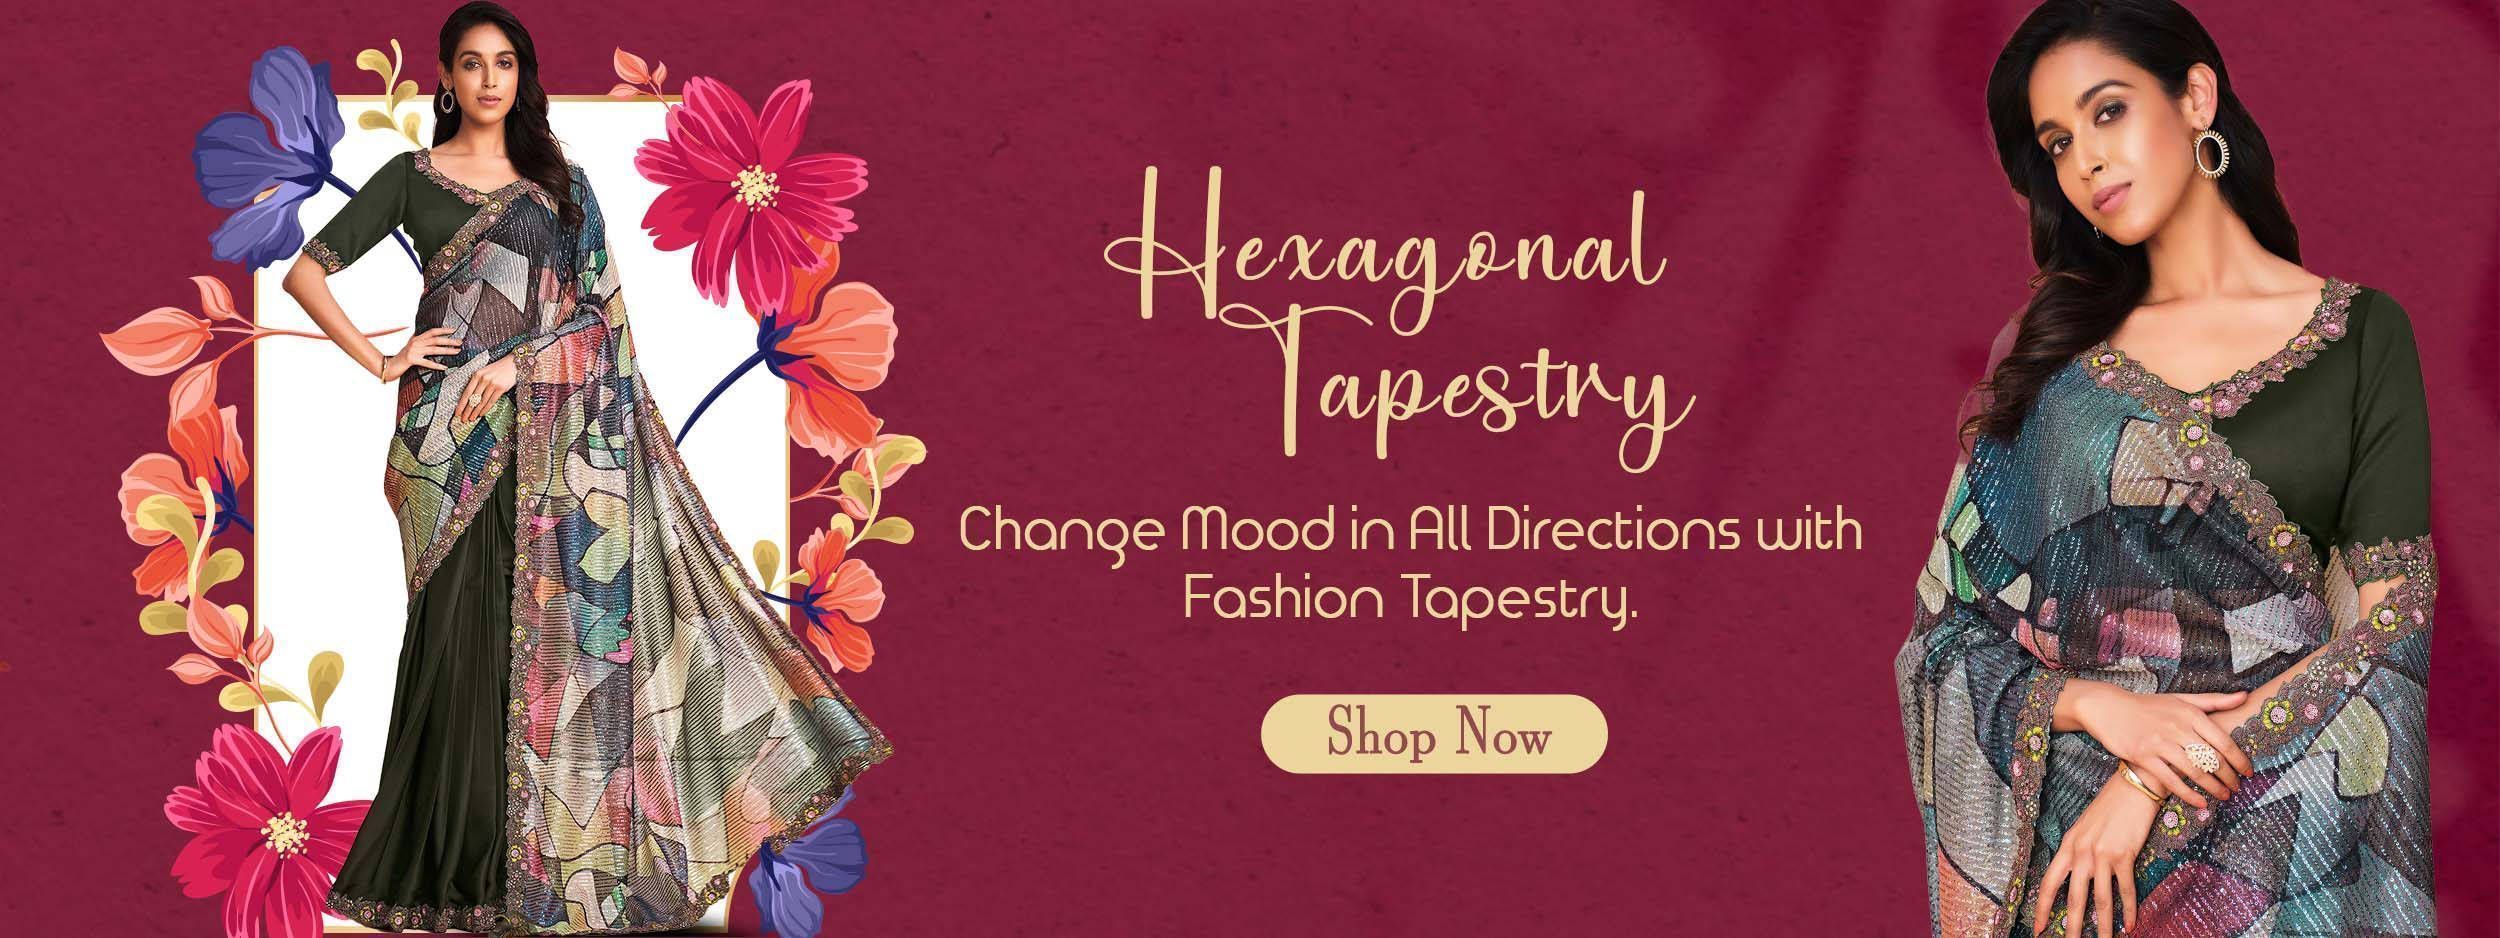 Hexagonal
Tapestry
Change Mood in All Directions with
Fashion Tapestry.
Shop Now